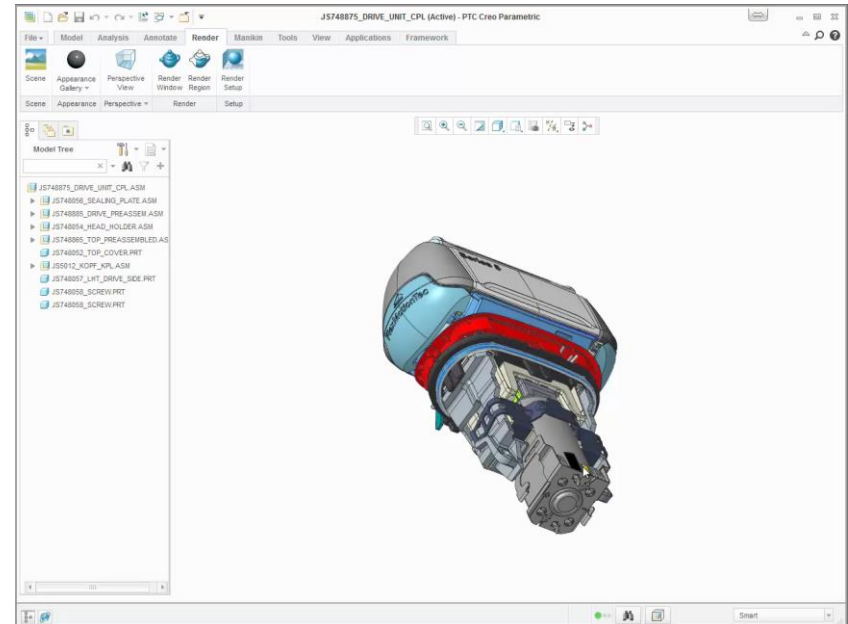 JS748875_DRIVE_UNIT_CPL (Active) - PTC Creo Parametric
File Model Analysis Annotate Render Manikin Tools View Applications Framework
Scene Appearance Gallery Perspective View Render Window Render Region Render Setup
Scene Appearance Perspective Render Setup
Model Tree
JS748875_DRIVE_UNIT_CPL.ASM
JS748856_SEALING_PLATE.ASM
JS748885_DRIVE_PREASSEM.ASM
JS748854_HEAD_HOLDER.ASM
JS748865_TOP_PREASSEMBLED.AS
JS748852_TOP_COVER.PRT
JS5012_KOPF_KPL.ASM
JS748857_LHT_DRIVE_SIDE.PRT
JS748858_SCREW.PRT
JS748858_SCREW.PRT
Smart